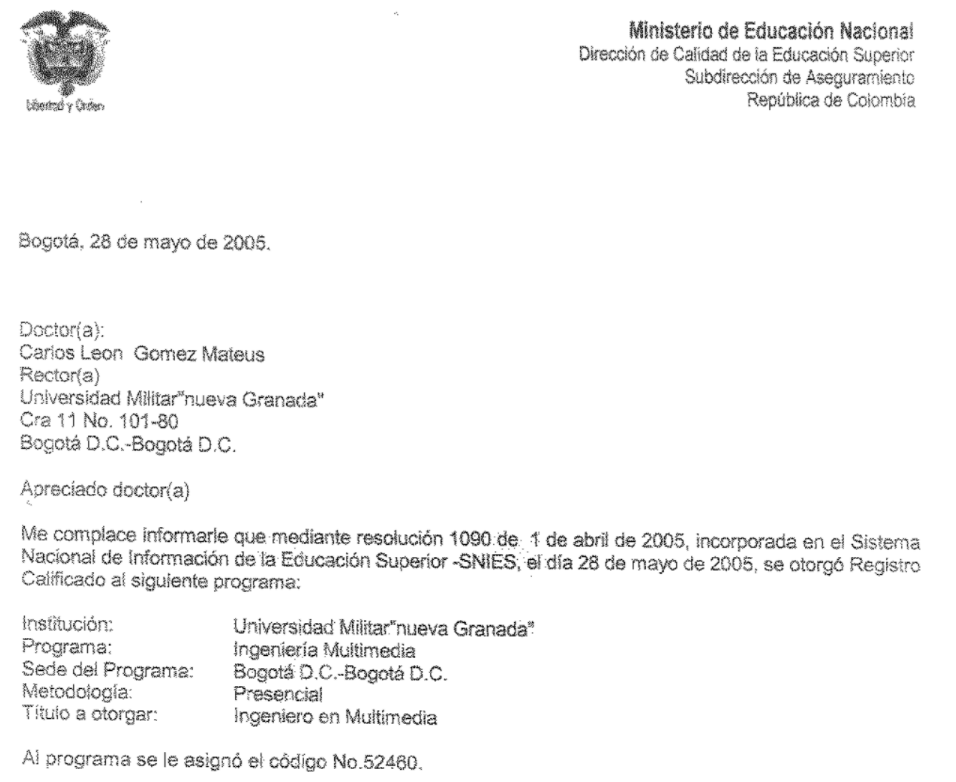 Libertad y Orden
Ministerio de Educación Nacional
Dirección de Calidad de la Educación Superior
Subdirección de Aseguramiento
República de Colombia
Bogotá, 28 de mayo de 2005.
Doctor(a):
Carlos Leon Gomez Mateus
Rector(a)
Universidad Militar"nueva Granada"
Cra 11 No. 101-80
Bogotá D.C.-Bogotá D.C.
Apreciado doctor(a)
Me complace informarle que mediante resolución 1090 de 1 de abril de 2005, incorporada en el Sistema
Nacional de Información de la Educación Superior -SNIES, el día 28 de mayo de 2005, se otorgó Registro
Calificado al siguiente programa:
Institución: Universidad Militar"nueva Granada"
Programa: Ingeniería Multimedia
Sede del Programa: Bogotá D.C.-Bogotá D.C.
Metodología: Presencial
Título a otorgar: Ingeniero en Multimedia
Al programa se le asignó el código No.52460.